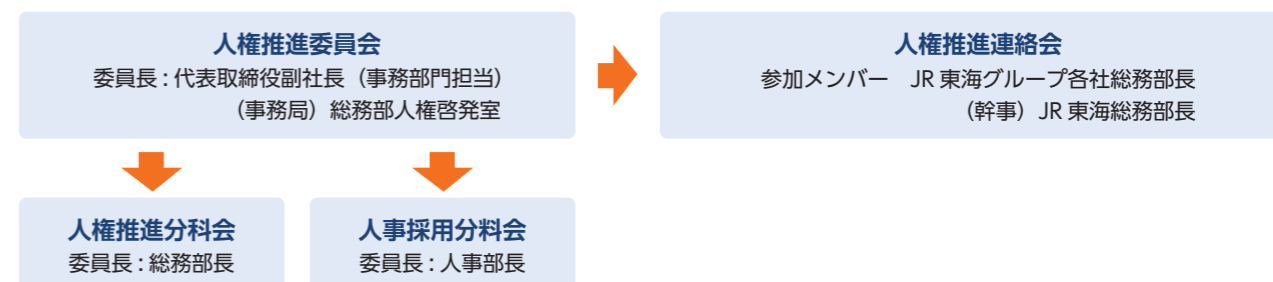 人権推進委員会
委員長：代表取締役副社長（事務部門担当）
（事務局）総務部人権啓発室
人権推進連絡会
参加メンバー　JR東海グループ各社総務部長
（幹事）JR東海総務部長
人権推進分科会
委員長：総務部長
人事採用分料会
委員長：人事部長